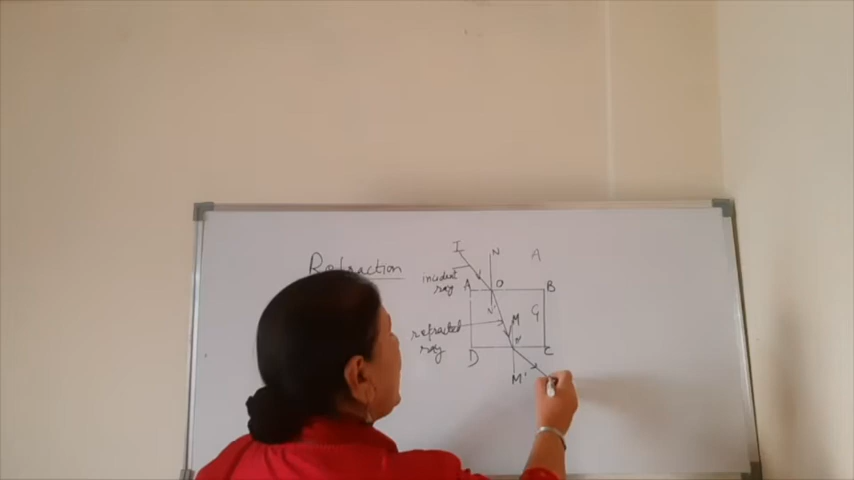 Refraction
I
N
A
incident
ray
A
O
B
G
refracted
ray
M
D
C
M'